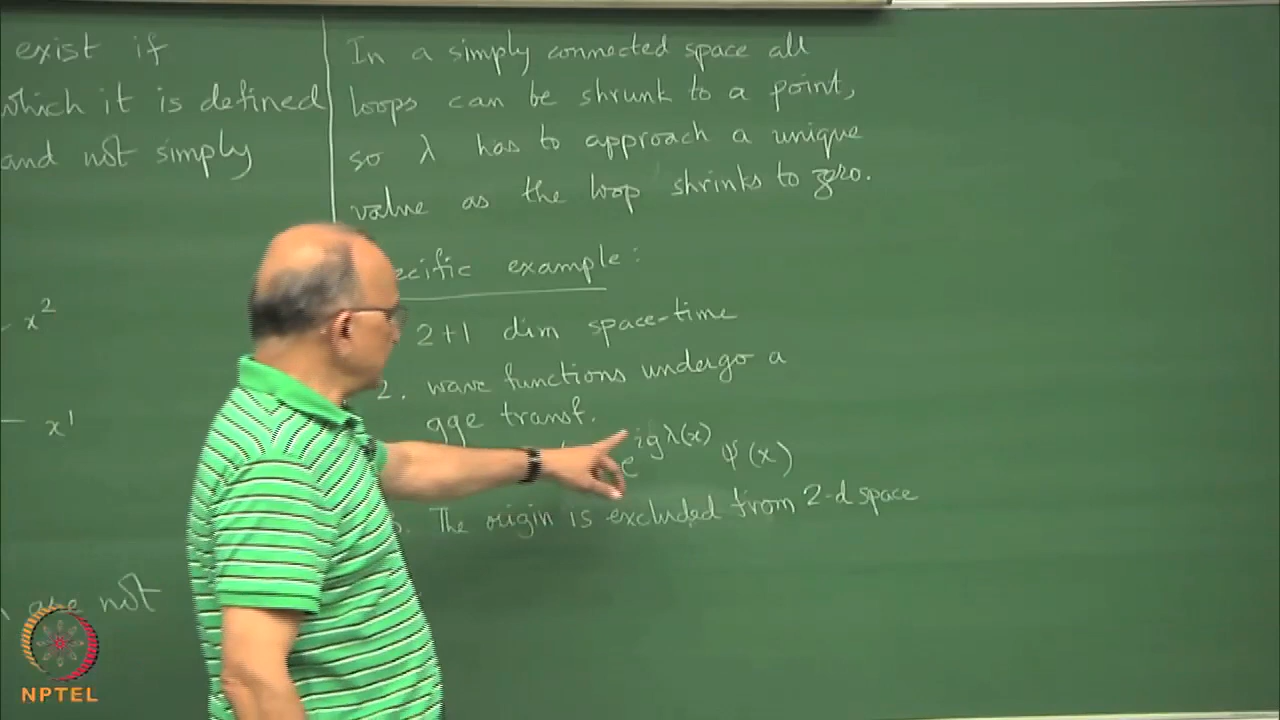 exist if
which it is defined
and not simply
x²
x¹
are not
In a simply connected space all
loops can be shrunk to a point,
so λ has to approach a unique
value as the loop shrinks to zero.
example:
2+1 dim space-time
2. wave functions undergo a
gge transf.
e^{igλ(x)} ψ(x)
The origin is excluded from 2-d space
NPTEL